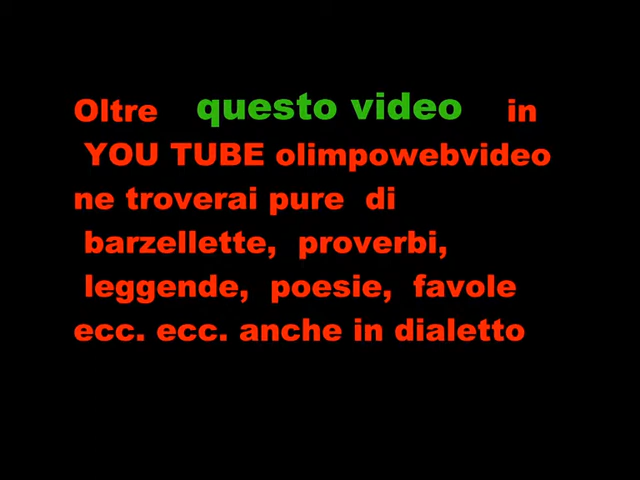 Oltre questo video in
YOU TUBE olimpowebvideo
ne troverai pure di
barzellette, proverbi,
leggende, poesie, favole
ecc. ecc. anche in dialetto